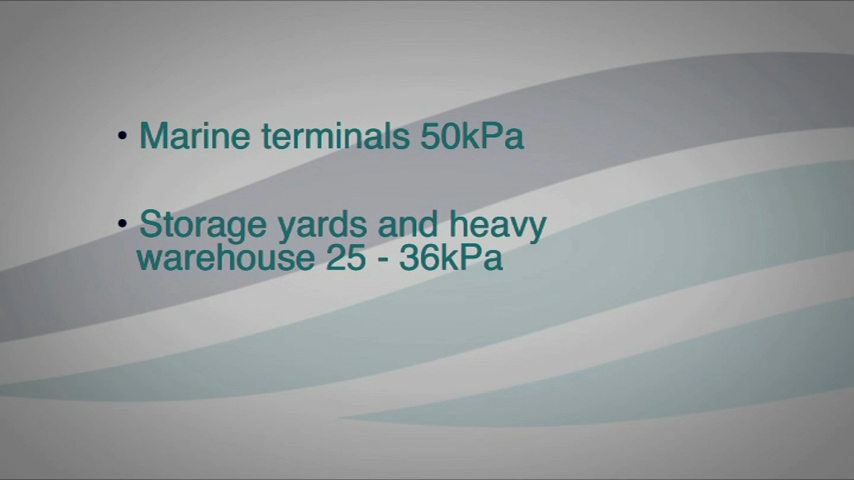 • Marine terminals 50kPa
• Storage yards and heavy
warehouse 25 - 36kPa